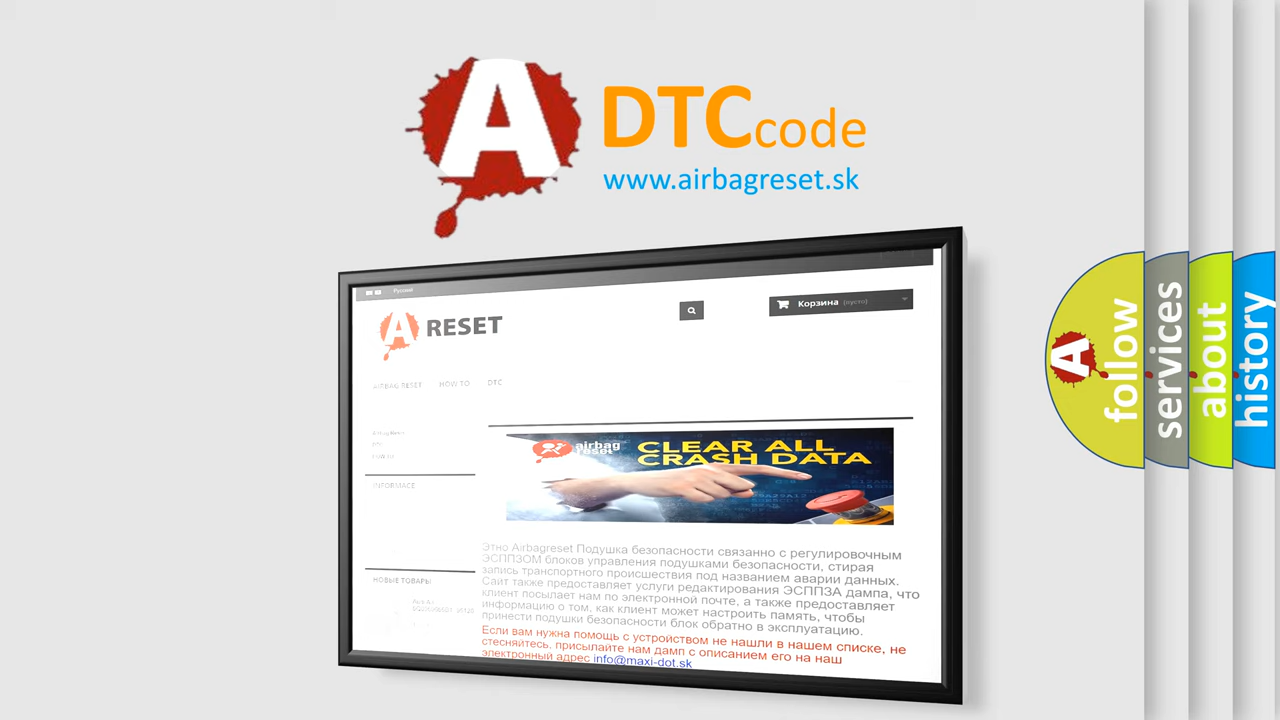 A
DTC code
www.airbagreset.sk
Русский
A RESET
Корзина (пусто)
AIRBAG RESET HOW TO DTC
INFORMACE
НОВЫЕ ТОВАРЫ
airbag
reset
CLEAR ALL
CRASH DATA
Этно Airbagreset Подушка безопасности связанно с регулировочным
ЭСППЗОМ блоков управления подушками безопасности, стирая
запись транспортного происшествия под названием аварии данных.
Сайт также предоставляет услуги редактирования ЭСППЗА дампа, что
клиент посылает нам по электронной почте, а также предоставляет
информацию о том, как клиент может настроить память, чтобы
принести подушки безопасности блок обратно в эксплуатацию.
Если вам нужна помощь с устройством не нашли в нашем списке, не
стесняйтесь, присылайте нам дамп с описанием его на наш
электронный адрес info@maxi-dot.sk
A
follow
services
about
history